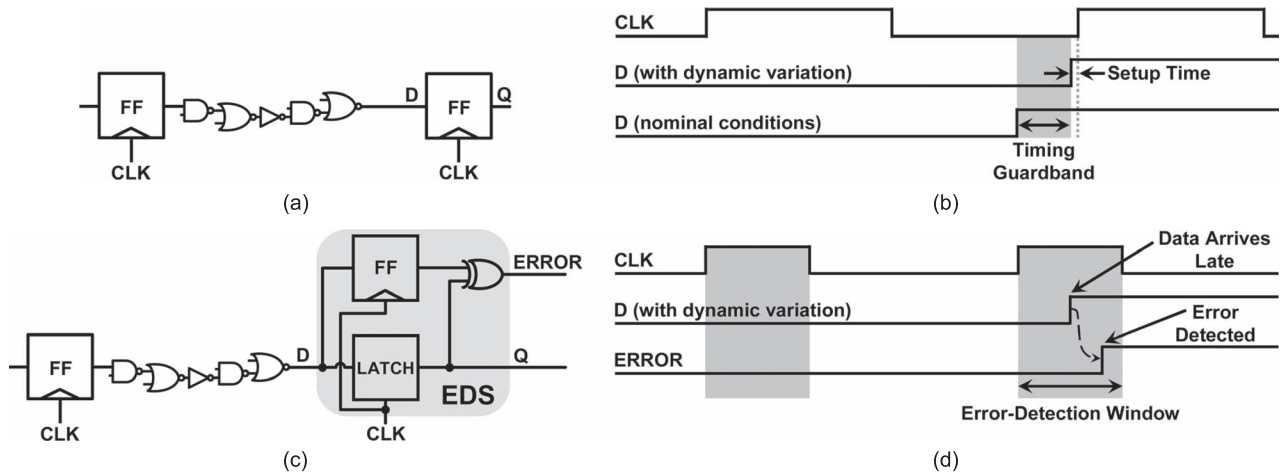 FF
CLK
D
FF
Q
CLK
(a)
CLK
D (with dynamic variation)
Setup Time
D (nominal conditions)
Timing
Guardband
(b)
FF
CLK
D
FF
ERROR
LATCH
Q
EDS
CLK
(c)
CLK
Data Arrives
Late
D (with dynamic variation)
Error
Detected
ERROR
Error-Detection Window
(d)